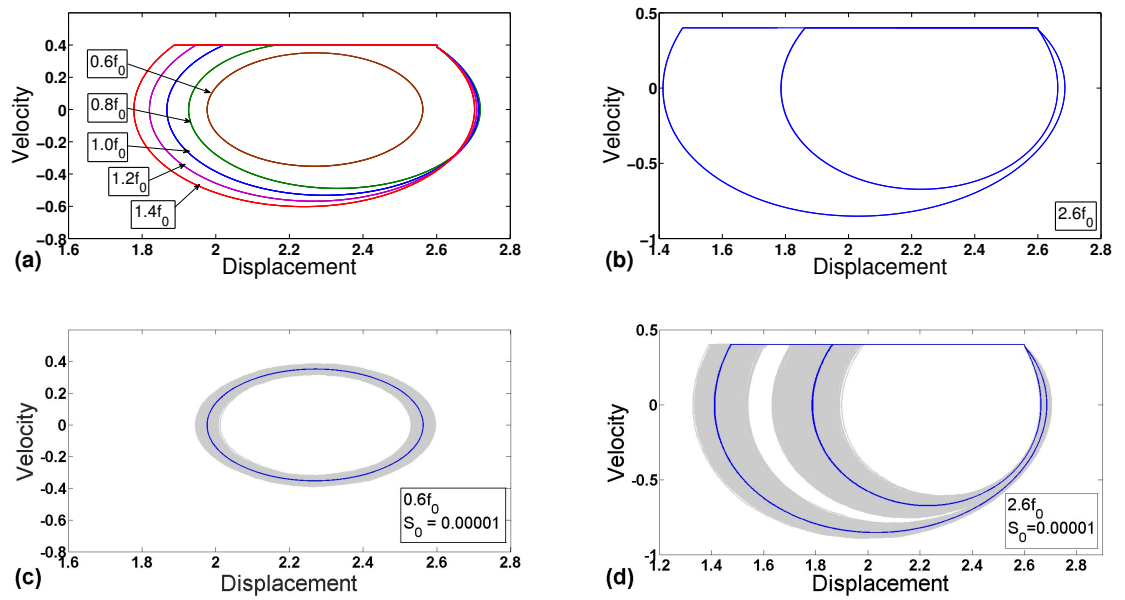 0.4
0.2
0
−0.2
−0.4
−0.6
−0.8
Velocity
0.6f0
0.8f0
1.0f0
1.2f0
1.4f0
1.6 1.8 2 2.2 2.4 2.6 2.8
(a) Displacement
0.5
0
−0.5
−1
Velocity
2.6f0
1.6 1.8 2 2.2 2.4 2.6 2.8
(b) Displacement
0.4
0.2
0
-0.2
-0.4
-0.6
-0.8
Velocity
0.6f0
S0 = 0.00001
1.6 1.8 2 2.2 2.4 2.6 2.8
(c) Displacement
0.5
0
-0.5
-1
Velocity
2.6f0
S0=0.00001
1.2 1.4 1.6 1.8 2 2.2 2.4 2.6 2.8
(d) Displacement